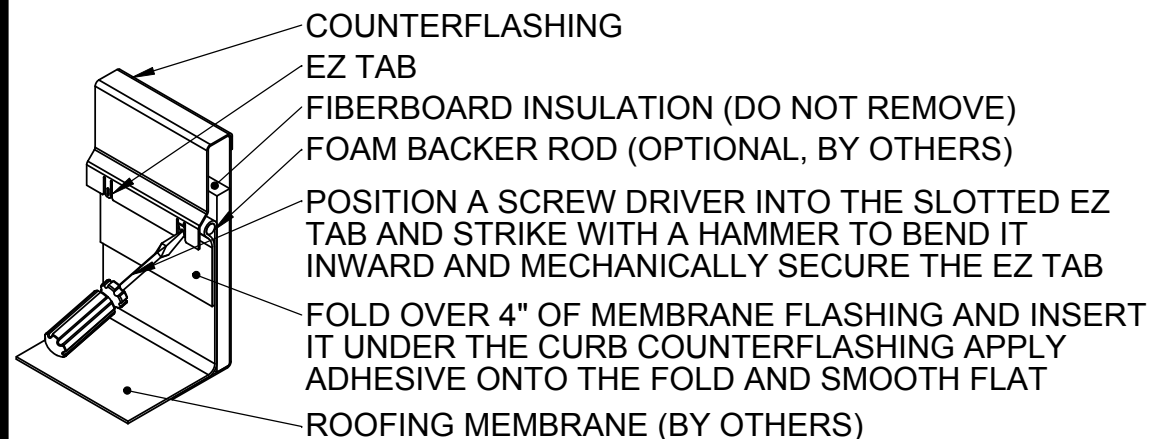 COUNTERFLASHING
EZ TAB
FIBERBOARD INSULATION (DO NOT REMOVE)
FOAM BACKER ROD (OPTIONAL, BY OTHERS)
POSITION A SCREW DRIVER INTO THE SLOTTED EZ
TAB AND STRIKE WITH A HAMMER TO BEND IT
INWARD AND MECHANICALLY SECURE THE EZ TAB
FOLD OVER 4" OF MEMBRANE FLASHING AND INSERT
IT UNDER THE CURB COUNTERFLASHING APPLY
ADHESIVE ONTO THE FOLD AND SMOOTH FLAT
ROOFING MEMBRANE (BY OTHERS)